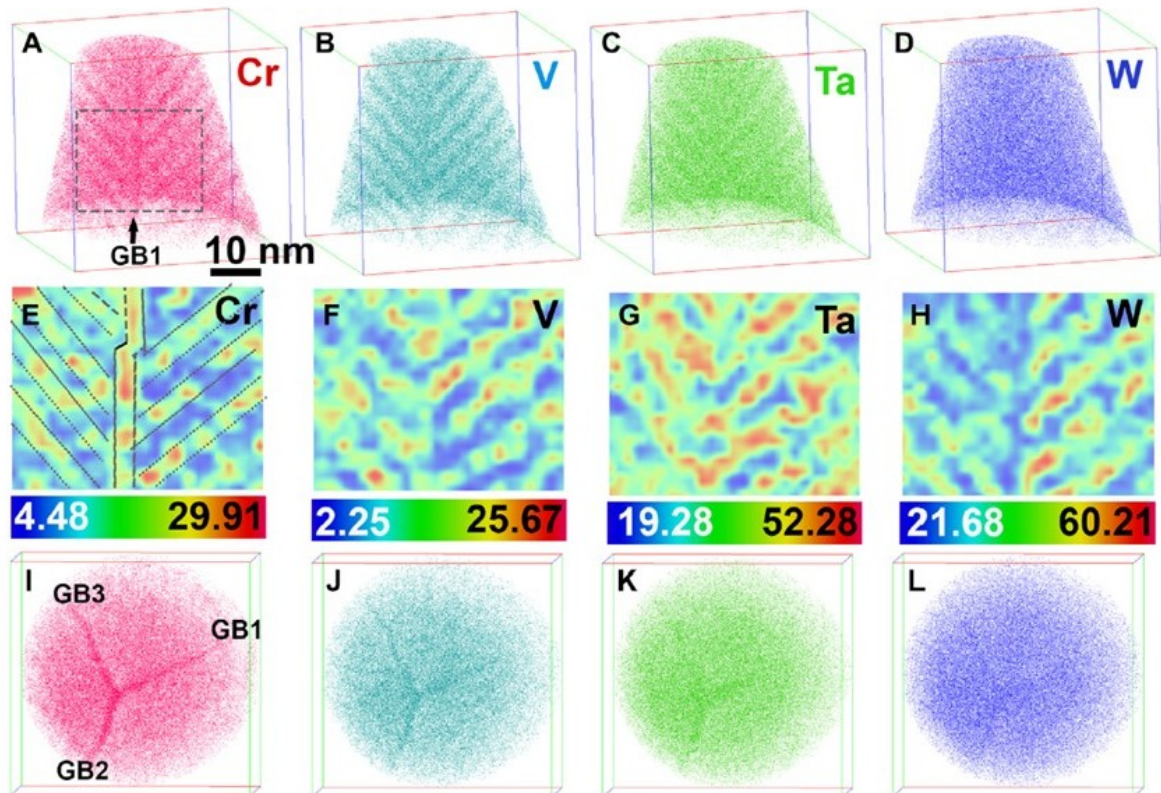 A
Cr
B
V
C
Ta
D
W
GB1
10 nm
E
Cr
F
V
G
Ta
H
W
4.48 29.91
2.25 25.67
19.28 52.28
21.68 60.21
I
GB3
GB1
GB2
J
K
L